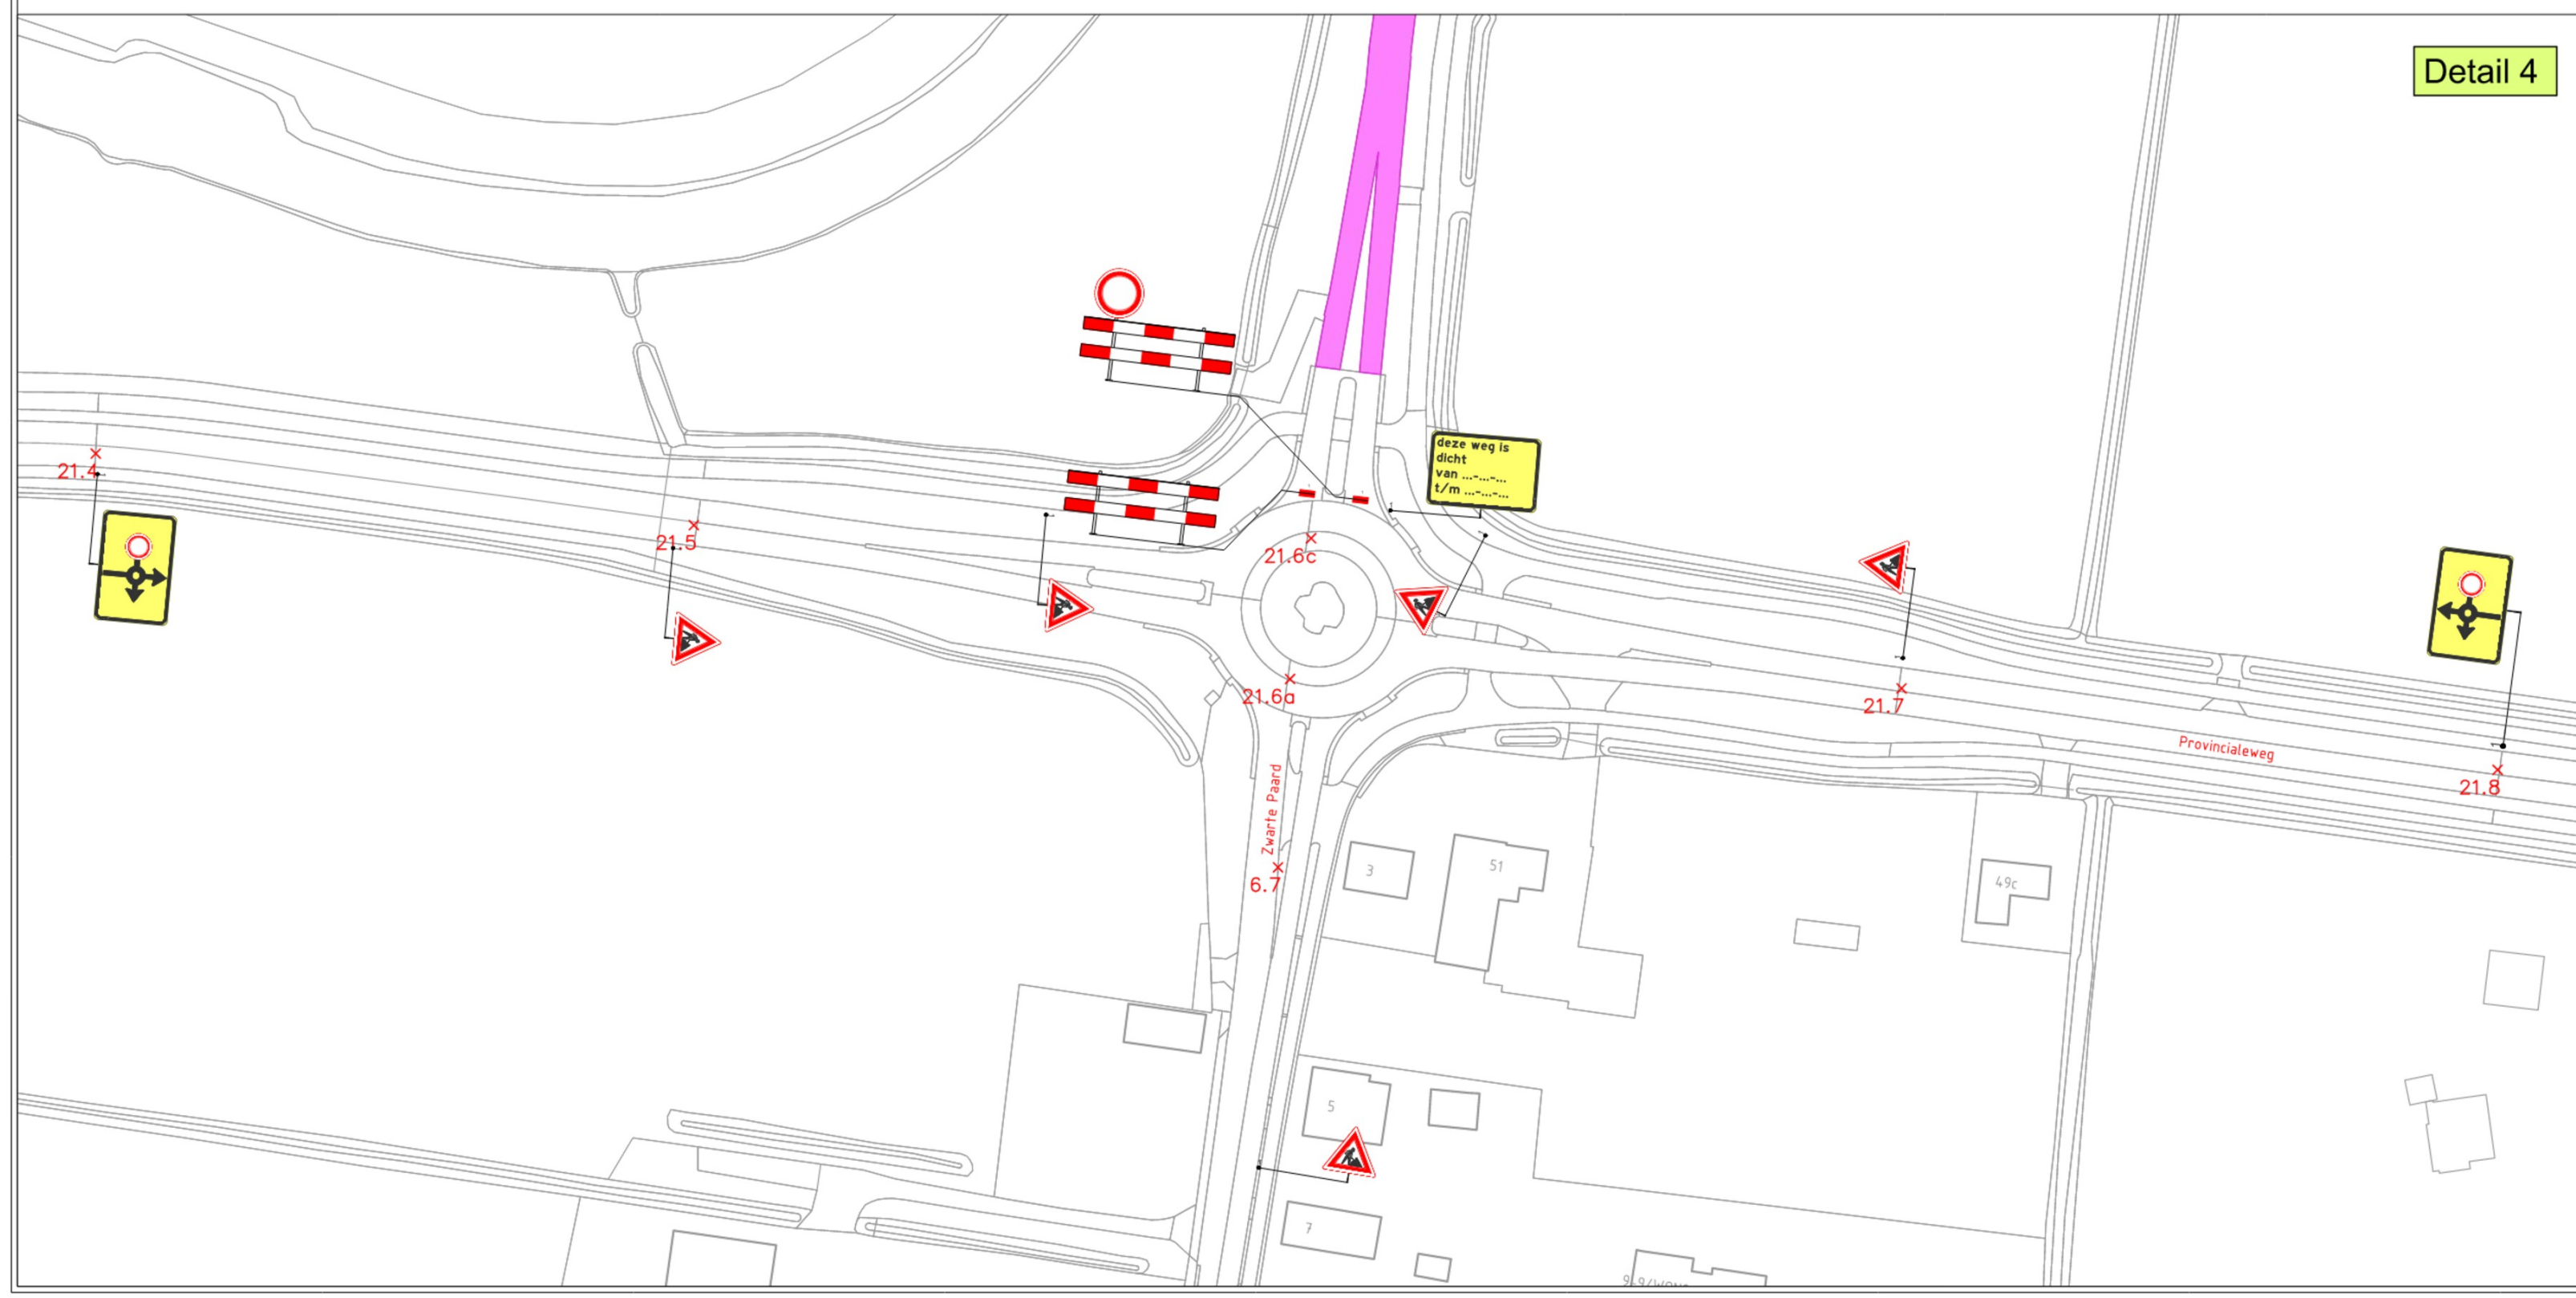 Detail 4
deze weg is
dicht
van ...-...-...
t/m ...-...-...
21.4
21.5
21.6c
21.6a
21.7
Provincialeweg
21.8
Zwarte Paard
6.7
3
51
49c
5
7